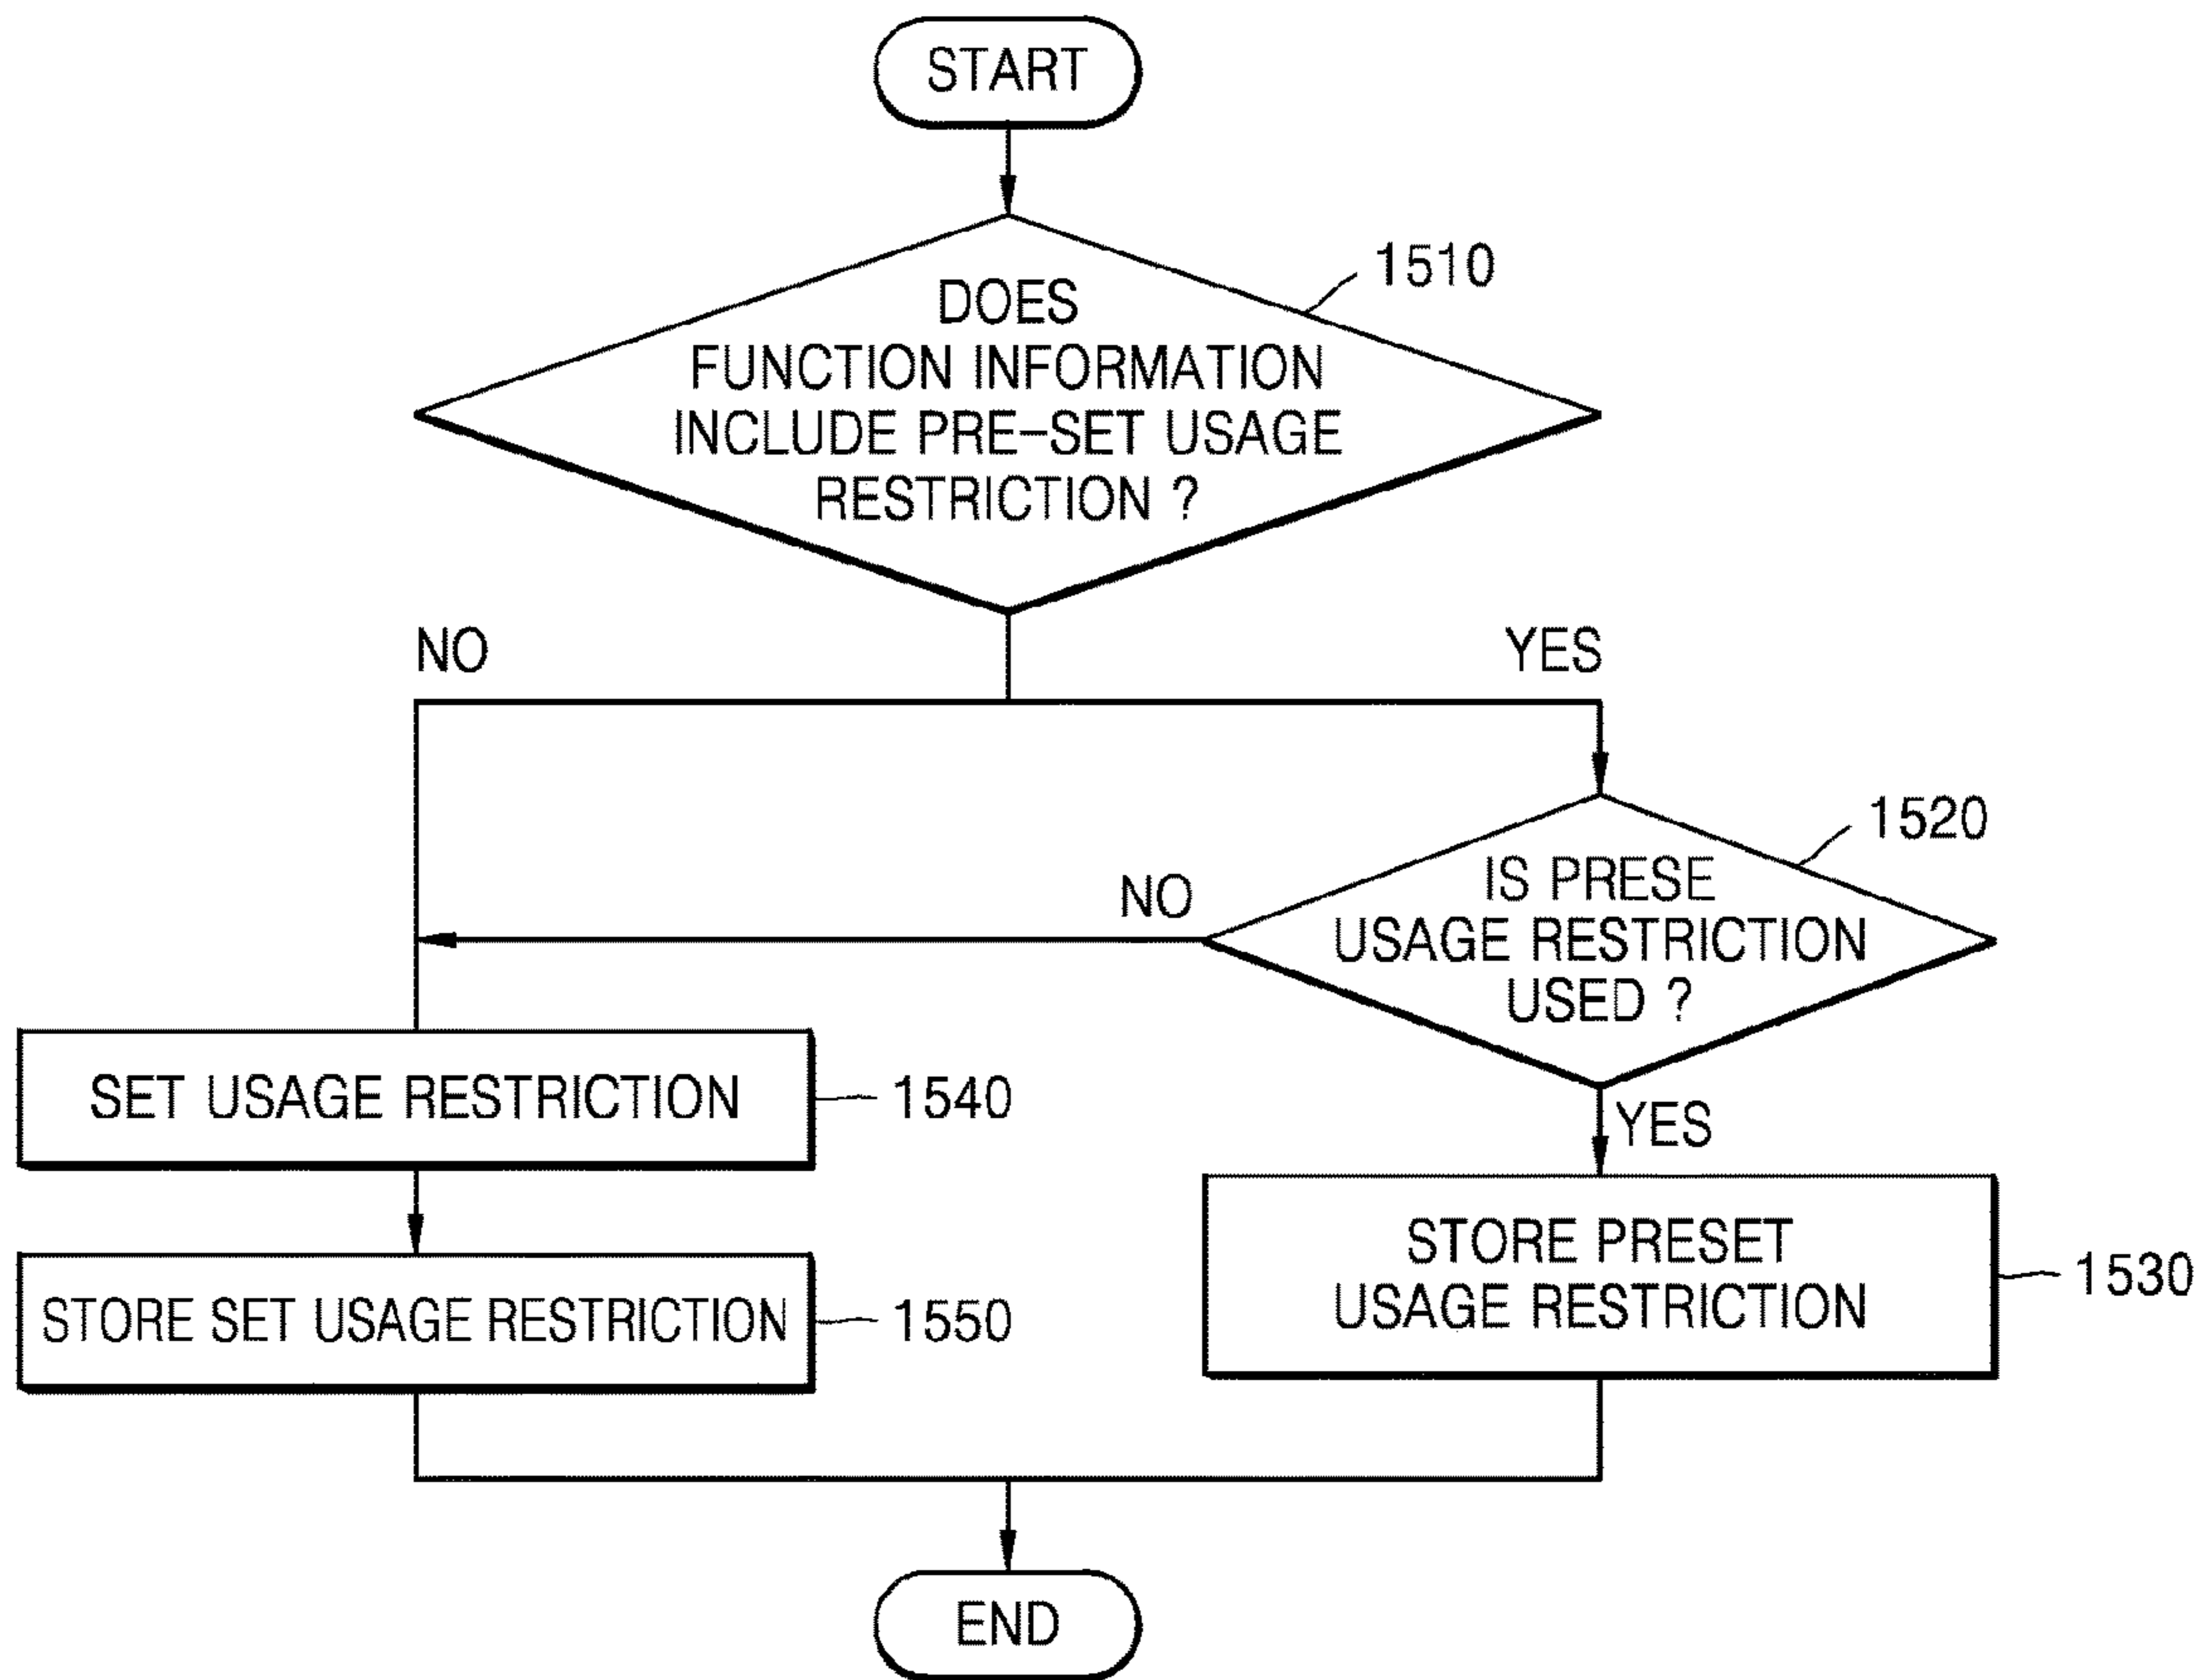 START
1510
DOES
FUNCTION INFORMATION
INCLUDE PRE-SET USAGE
RESTRICTION ?
NO
YES
1520
IS PRESE
USAGE RESTRICTION
USED ?
NO
YES
SET USAGE RESTRICTION
1540
STORE PRESET
USAGE RESTRICTION
1530
STORE SET USAGE RESTRICTION
1550
END